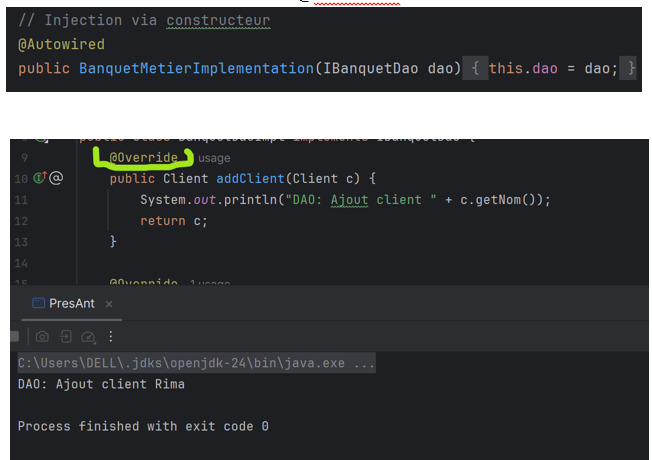 // Injection via constructeur
@Autowired
public BanquetMetierImplementation(IBanquetDao dao) { this.dao = dao; }
9 @Override usage
10 public Client addClient(Client c) {
11 System.out.println("DAO: Ajout client " + c.getNom());
12 return c;
13 }
14
15 @Override 1 usage
PresAnt ×
C:\Users\DELL\.jdks\openjdk-24\bin\java.exe ...
DAO: Ajout client Rima
Process finished with exit code 0